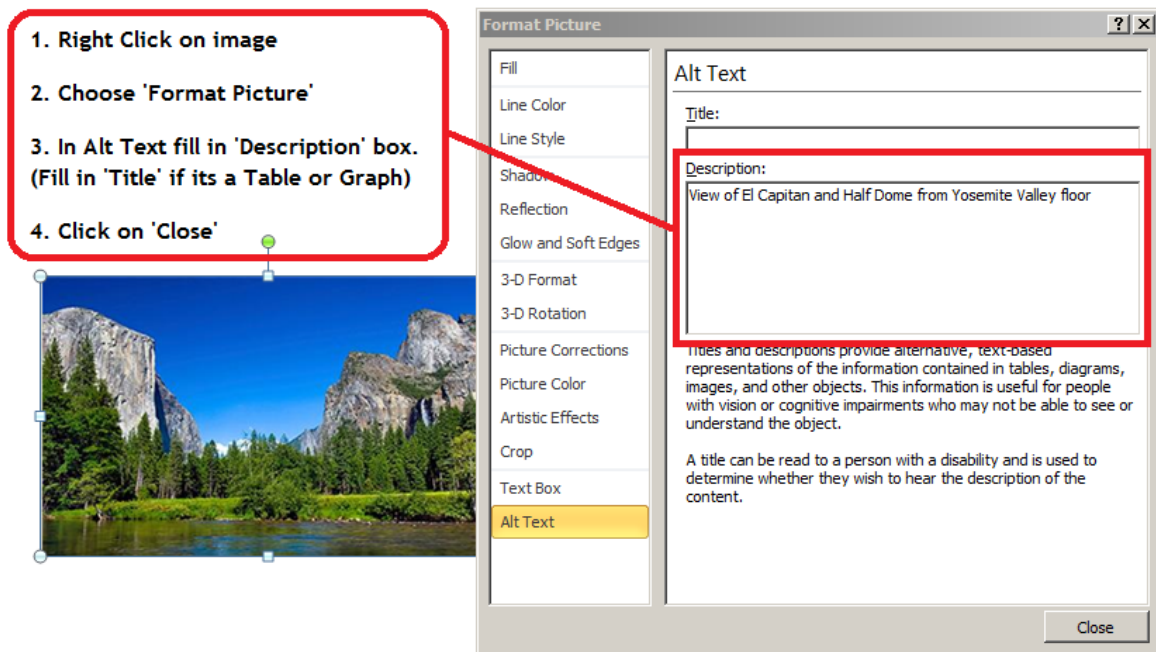 1. Right Click on image
2. Choose 'Format Picture'
3. In Alt Text fill in 'Description' box.
(Fill in 'Title' if its a Table or Graph)
4. Click on 'Close'
Format Picture
Fill
Line Color
Line Style
Shadow
Reflection
Glow and Soft Edges
3-D Format
3-D Rotation
Picture Corrections
Picture Color
Artistic Effects
Crop
Text Box
Alt Text
Alt Text
Title:
Description:
View of El Capitan and Half Dome from Yosemite Valley floor
Titles and descriptions provide alternative, text-based
representations of the information contained in tables, diagrams,
images, and other objects. This information is useful for people
with vision or cognitive impairments who may not be able to see or
understand the object.
A title can be read to a person with a disability and is used to
determine whether they wish to hear the description of the
content.
Close